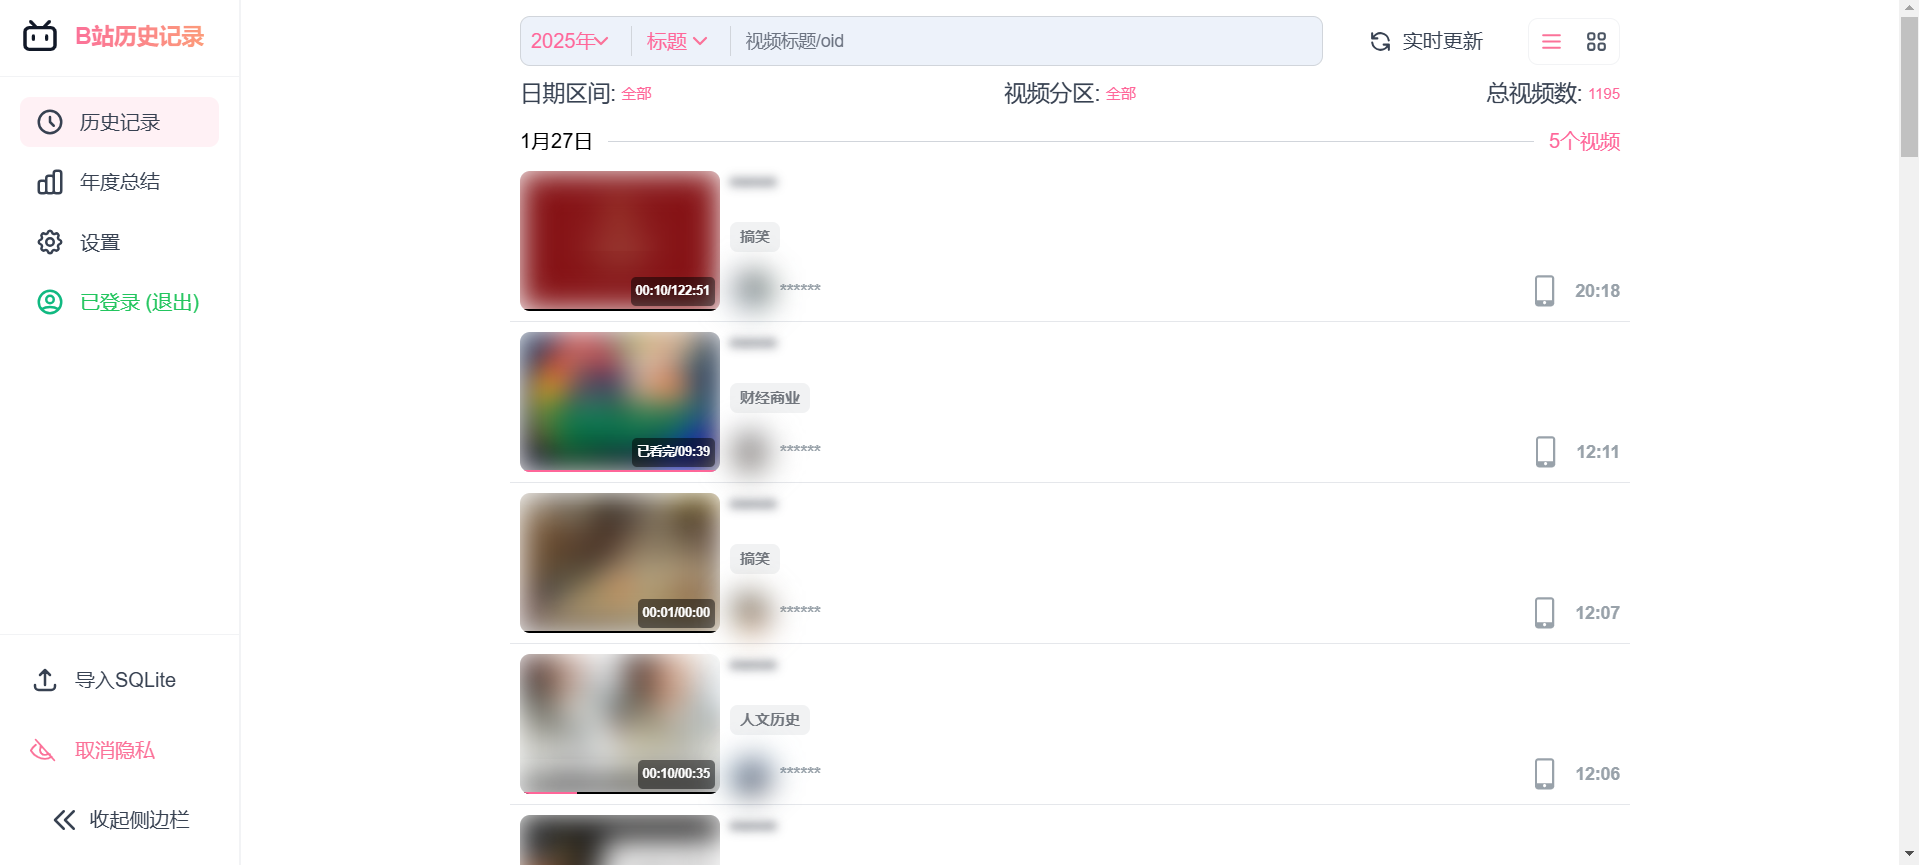 B站历史记录
历史记录
年度总结
设置
已登录 (退出)
导入SQLite
取消隐私
收起侧边栏
2025年 标题 视频标题/oid 实时更新
日期区间: 全部 视频分区: 全部 总视频数: 1195
1月27日 5个视频
00:10/122:51
搞笑
****** 20:18
已看完/09:39
财经商业
****** 12:11
00:01/00:00
搞笑
****** 12:07
00:10/00:35
人文历史
****** 12:06